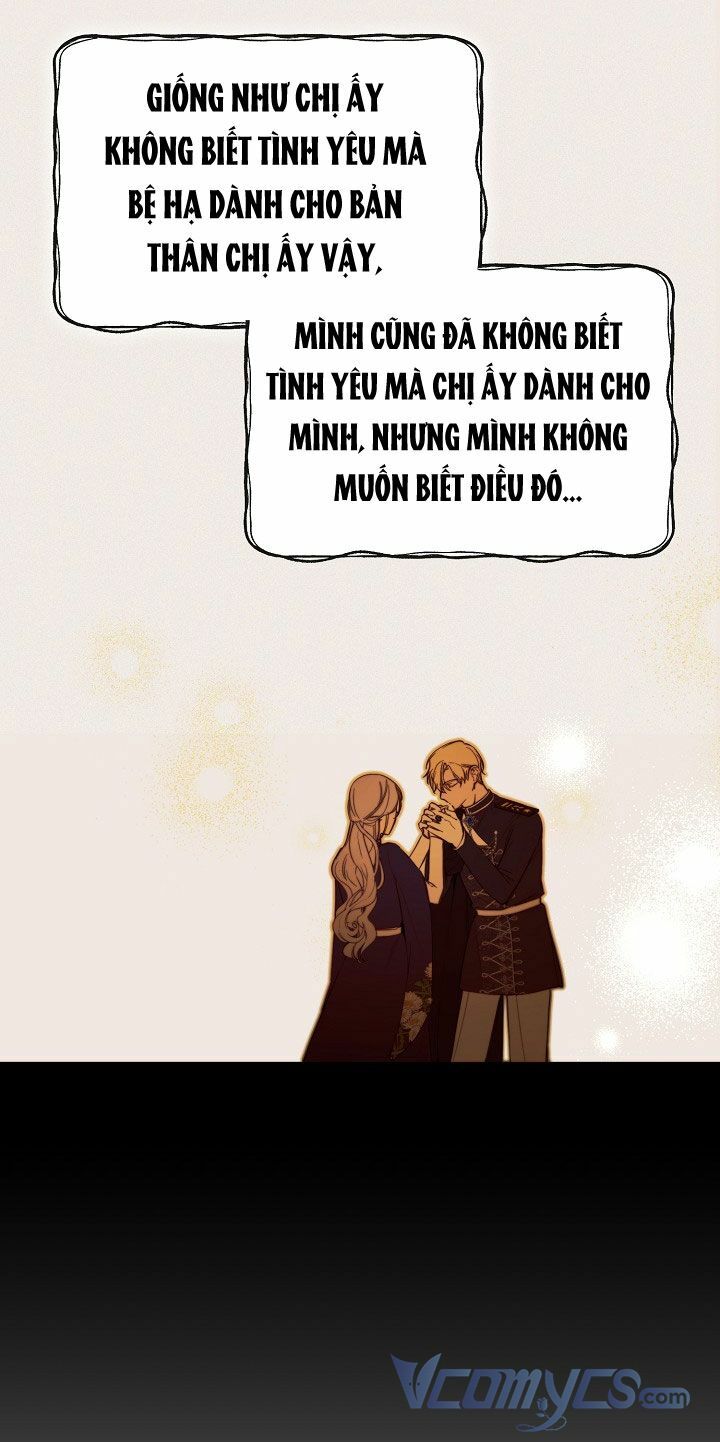 GIỐNG NHƯ CHỊ ẤY
KHÔNG BIẾT TÌNH YÊU MÀ
BỆ HẠ DÀNH CHO BẢN
THÂN CHỊ ẤY VẬY,
MÌNH CŨNG ĐÃ KHÔNG BIẾT
TÌNH YÊU MÀ CHỊ ẤY DÀNH CHO
MÌNH, NHƯNG MÌNH KHÔNG
MUỐN BIẾT ĐIỀU ĐÓ...
VCOMYCS.com